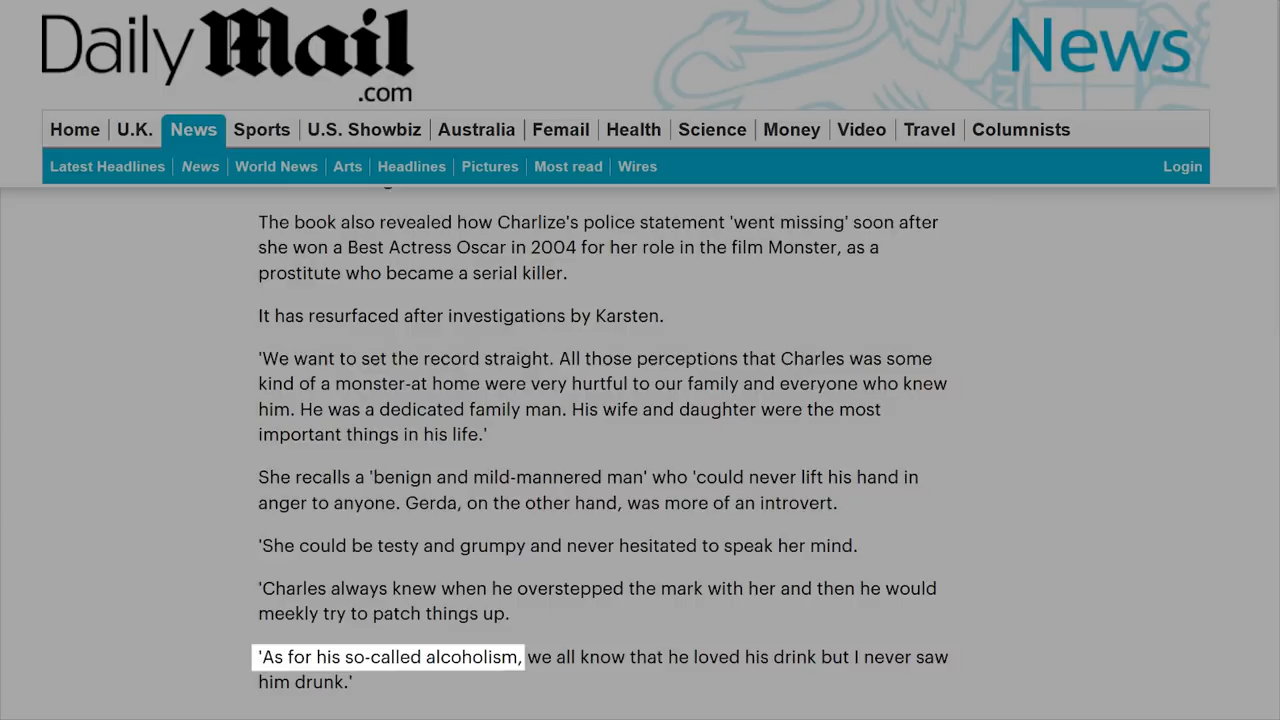 Daily Mail
.com
News
Home U.K. News Sports U.S. Showbiz Australia Femail Health Science Money Video Travel Columnists
Latest Headlines News World News Arts Headlines Pictures Most read Wires Login
The book also revealed how Charlize's police statement 'went missing' soon after
she won a Best Actress Oscar in 2004 for her role in the film Monster, as a
prostitute who became a serial killer.
It has resurfaced after investigations by Karsten.
'We want to set the record straight. All those perceptions that Charles was some
kind of a monster-at home were very hurtful to our family and everyone who knew
him. He was a dedicated family man. His wife and daughter were the most
important things in his life.'
She recalls a 'benign and mild-mannered man' who 'could never lift his hand in
anger to anyone. Gerda, on the other hand, was more of an introvert.
'She could be testy and grumpy and never hesitated to speak her mind.
'Charles always knew when he overstepped the mark with her and then he would
meekly try to patch things up.
'As for his so-called alcoholism, we all know that he loved his drink but I never saw
him drunk.'